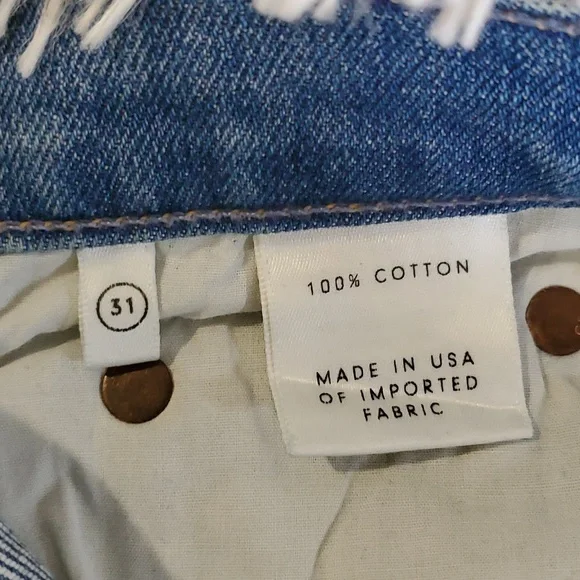 31
100% COTTON
MADE IN USA
OF IMPORTED
FABRIC